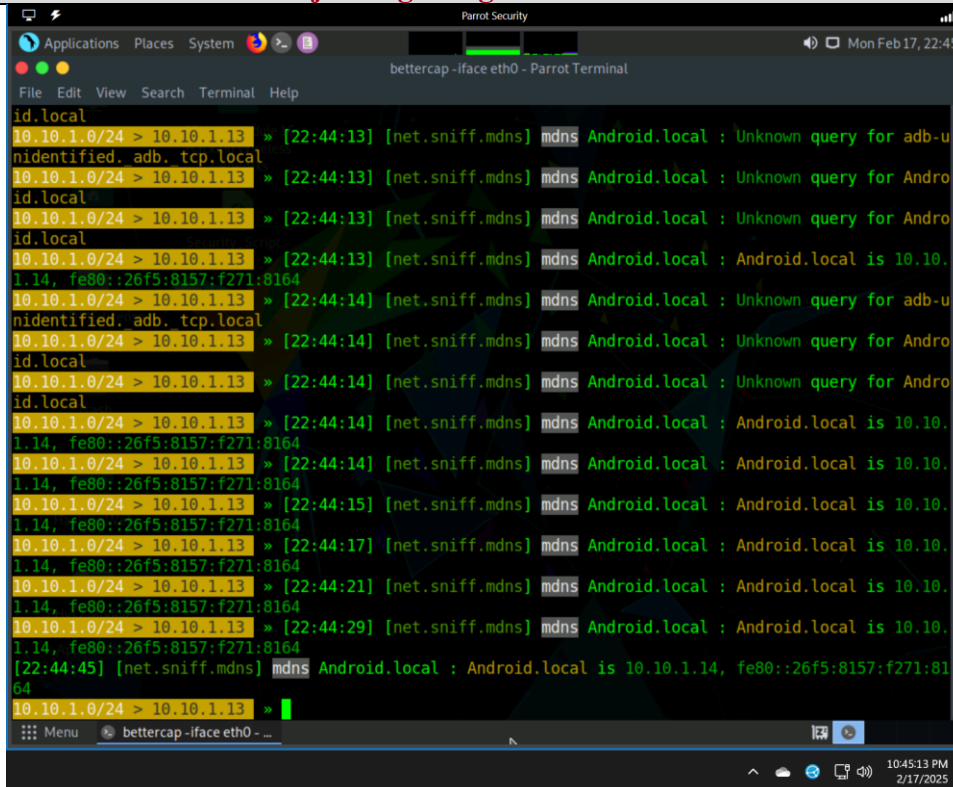 Parrot Security
Applications Places System
Mon Feb 17, 22:45
bettercap -iface eth0 - Parrot Terminal
File Edit View Search Terminal Help
id.local
10.10.1.0/24 > 10.10.1.13 » [22:44:13] [net.sniff.mdns] mdns Android.local : Unknown query for adb-u
nidentified._adb._tcp.local
10.10.1.0/24 > 10.10.1.13 » [22:44:13] [net.sniff.mdns] mdns Android.local : Unknown query for Andro
id.local
10.10.1.0/24 > 10.10.1.13 » [22:44:13] [net.sniff.mdns] mdns Android.local : Unknown query for Andro
id.local
10.10.1.0/24 > 10.10.1.13 » [22:44:13] [net.sniff.mdns] mdns Android.local : Android.local is 10.10.
1.14, fe80::26f5:8157:f271:8164
10.10.1.0/24 > 10.10.1.13 » [22:44:14] [net.sniff.mdns] mdns Android.local : Unknown query for adb-u
nidentified._adb._tcp.local
10.10.1.0/24 > 10.10.1.13 » [22:44:14] [net.sniff.mdns] mdns Android.local : Unknown query for Andro
id.local
10.10.1.0/24 > 10.10.1.13 » [22:44:14] [net.sniff.mdns] mdns Android.local : Unknown query for Andro
id.local
10.10.1.0/24 > 10.10.1.13 » [22:44:14] [net.sniff.mdns] mdns Android.local : Android.local is 10.10.
1.14, fe80::26f5:8157:f271:8164
10.10.1.0/24 > 10.10.1.13 » [22:44:14] [net.sniff.mdns] mdns Android.local : Android.local is 10.10.
1.14, fe80::26f5:8157:f271:8164
10.10.1.0/24 > 10.10.1.13 » [22:44:15] [net.sniff.mdns] mdns Android.local : Android.local is 10.10.
1.14, fe80::26f5:8157:f271:8164
10.10.1.0/24 > 10.10.1.13 » [22:44:17] [net.sniff.mdns] mdns Android.local : Android.local is 10.10.
1.14, fe80::26f5:8157:f271:8164
10.10.1.0/24 > 10.10.1.13 » [22:44:21] [net.sniff.mdns] mdns Android.local : Android.local is 10.10.
1.14, fe80::26f5:8157:f271:8164
10.10.1.0/24 > 10.10.1.13 » [22:44:29] [net.sniff.mdns] mdns Android.local : Android.local is 10.10.
1.14, fe80::26f5:8157:f271:8164
[22:44:45] [net.sniff.mdns] mdns Android.local : Android.local is 10.10.1.14, fe80::26f5:8157:f271:81
64
10.10.1.0/24 > 10.10.1.13 »
Menu bettercap -iface eth0 - ...
10:45:13 PM
2/17/2025